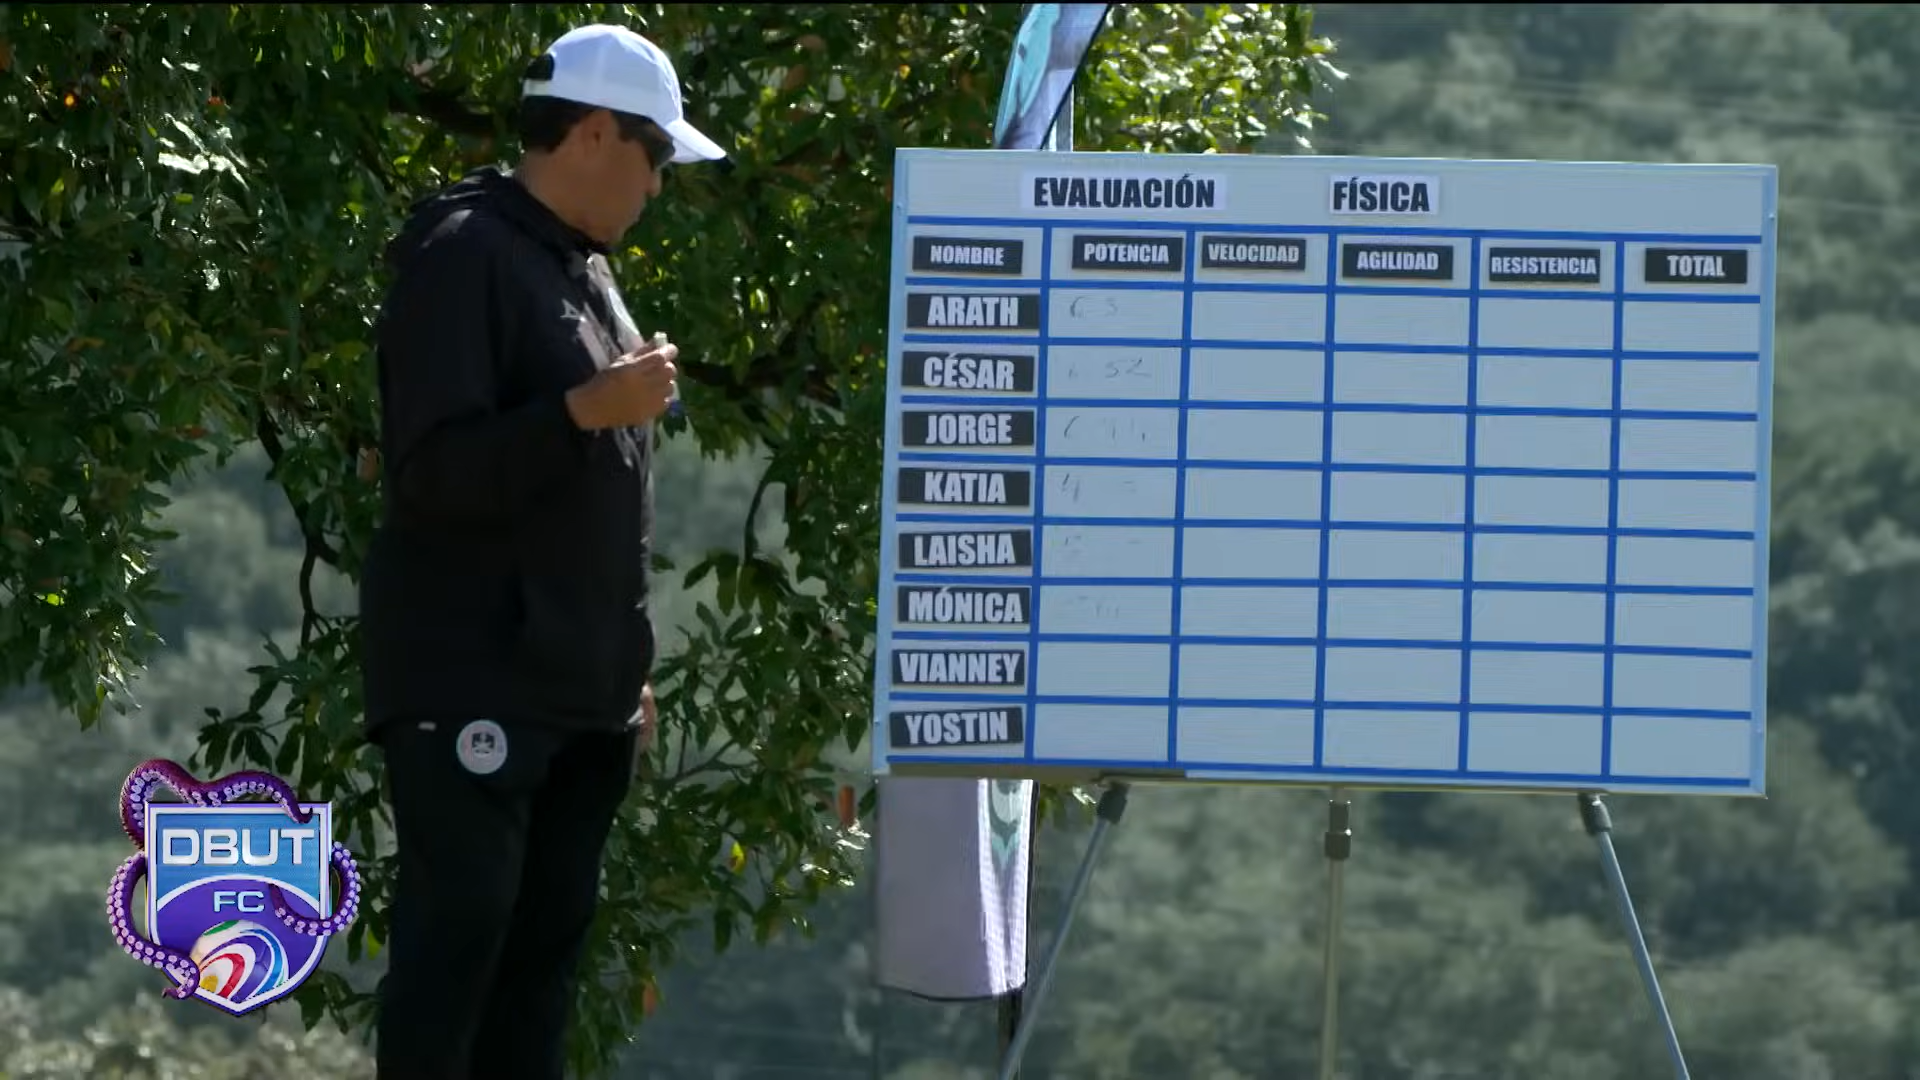 EVALUACIÓN FÍSICA
NOMBRE POTENCIA VELOCIDAD AGILIDAD RESISTENCIA TOTAL
ARATH
CÉSAR
JORGE
KATIA
LAISHA
MÓNICA
VIANNEY
YOSTIN
DBUT
FC